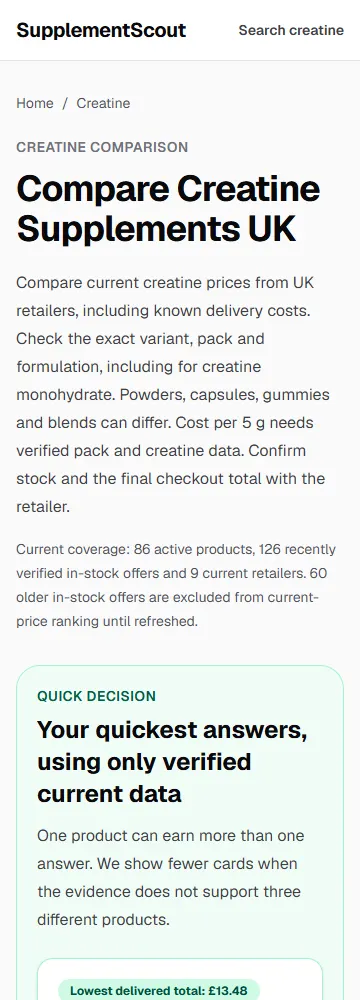 SupplementScout
Search creatine
Home / Creatine
CREATINE COMPARISON
Compare Creatine
Supplements UK
Compare current creatine prices from UK
retailers, including known delivery costs.
Check the exact variant, pack and
formulation, including for creatine
monohydrate. Powders, capsules, gummies
and blends can differ. Cost per 5 g needs
verified pack and creatine data. Confirm
stock and the final checkout total with the
retailer.
Current coverage: 86 active products, 126 recently
verified in-stock offers and 9 current retailers. 60
older in-stock offers are excluded from current-
price ranking until refreshed.
QUICK DECISION
Your quickest answers,
using only verified
current data
One product can earn more than one
answer. We show fewer cards when
the evidence does not support three
different products.
Lowest delivered total: £13.48